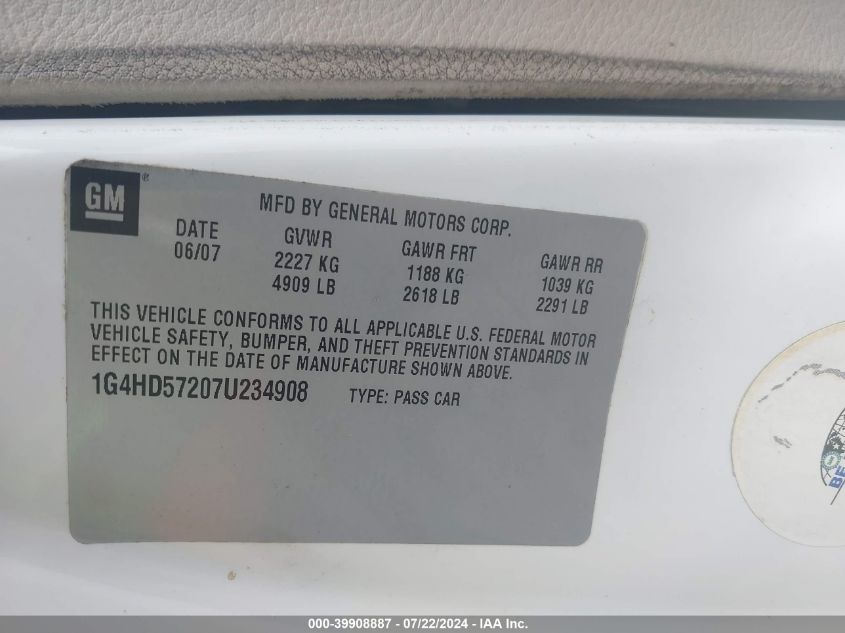 GM ®
MFD BY GENERAL MOTORS CORP.
DATE GVWR GAWR FRT GAWR RR
06/07 2227 KG 1188 KG 1039 KG
4909 LB 2618 LB 2291 LB
THIS VEHICLE CONFORMS TO ALL APPLICABLE U.S. FEDERAL MOTOR
VEHICLE SAFETY, BUMPER, AND THEFT PREVENTION STANDARDS IN
EFFECT ON THE DATE OF MANUFACTURE SHOWN ABOVE.
1G4HD57207U234908 TYPE: PASS CAR
000-39908887 - 07/22/2024 - IAA Inc.